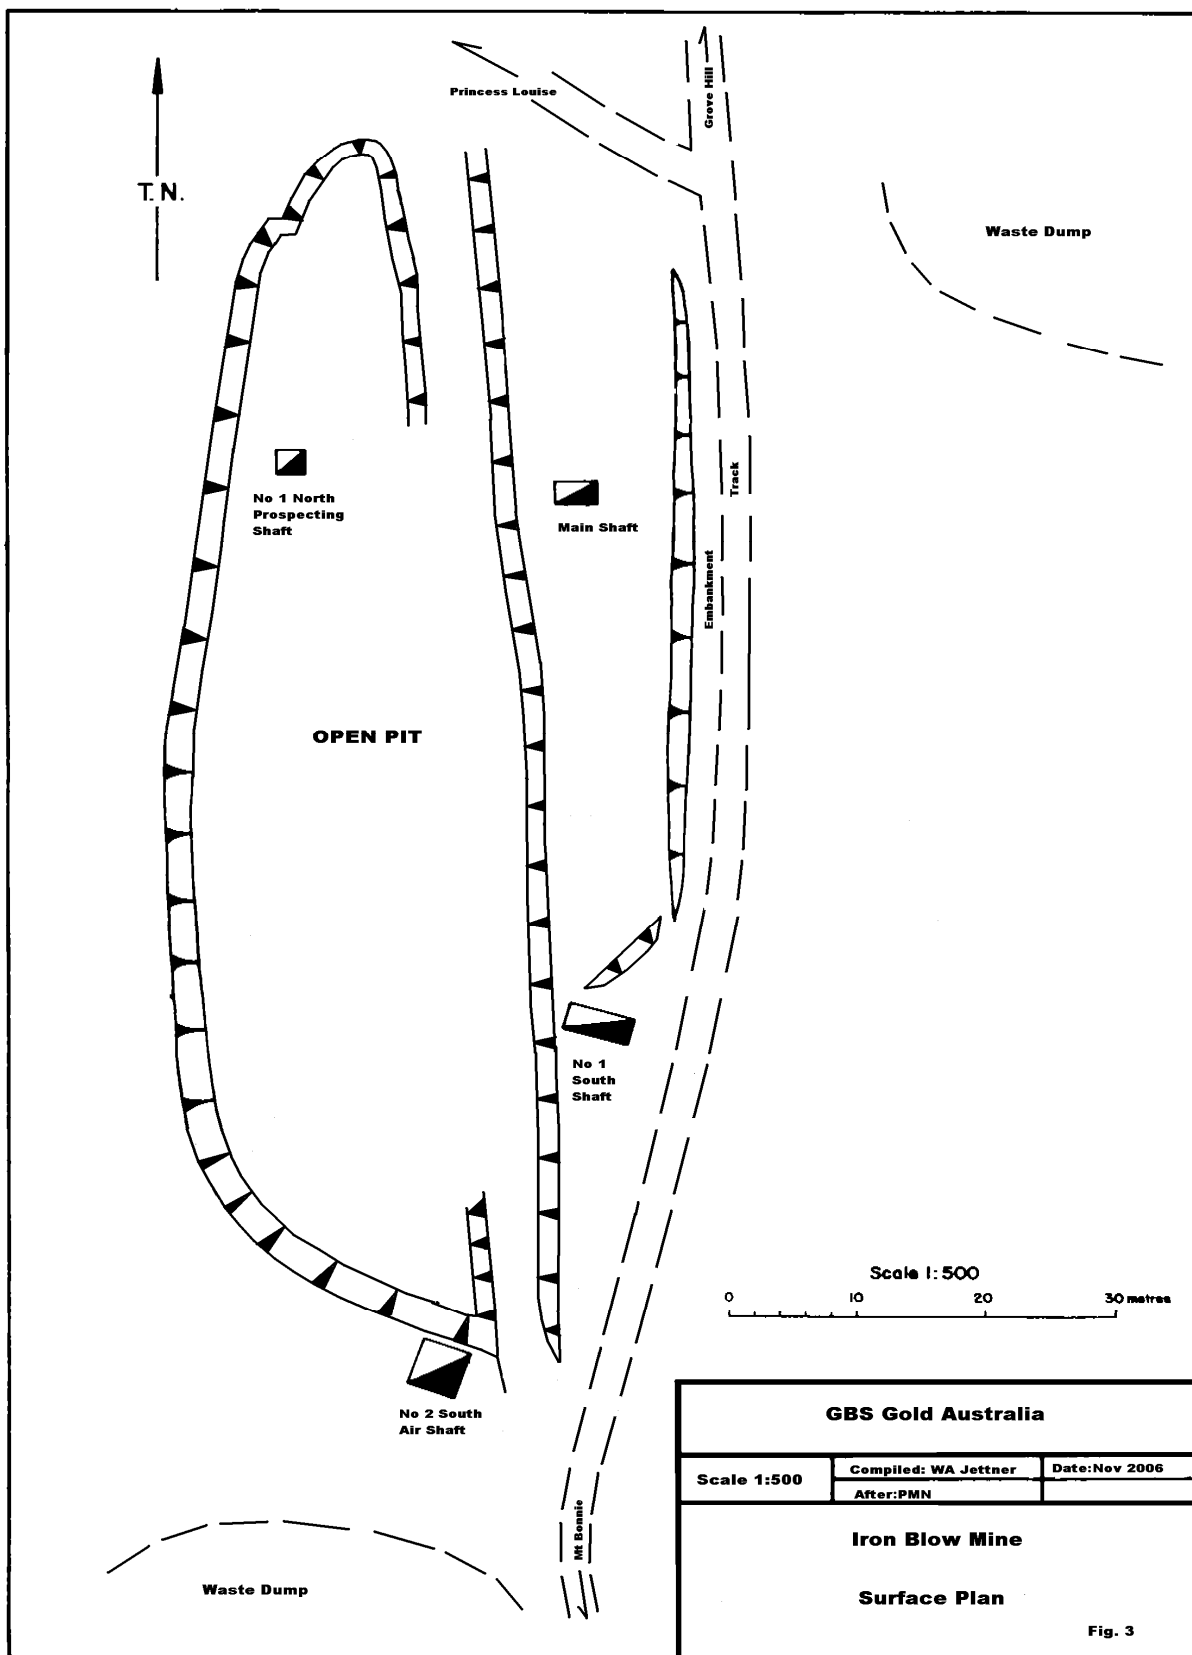 Princess Louise
Grove Hill
T.N.
Waste Dump
No 1 North
Prospecting
Shaft
Main Shaft
Track
Embankment
OPEN PIT
No 1
South
Shaft
Scale 1:500
0 10 20 30 metres
No 2 South
Air Shaft
Mt Bonnie
Waste Dump
GBS Gold Australia
Scale 1:500
Compiled: WA Jettner
Date:Nov 2006
After:PMN
Iron Blow Mine
Surface Plan
Fig. 3